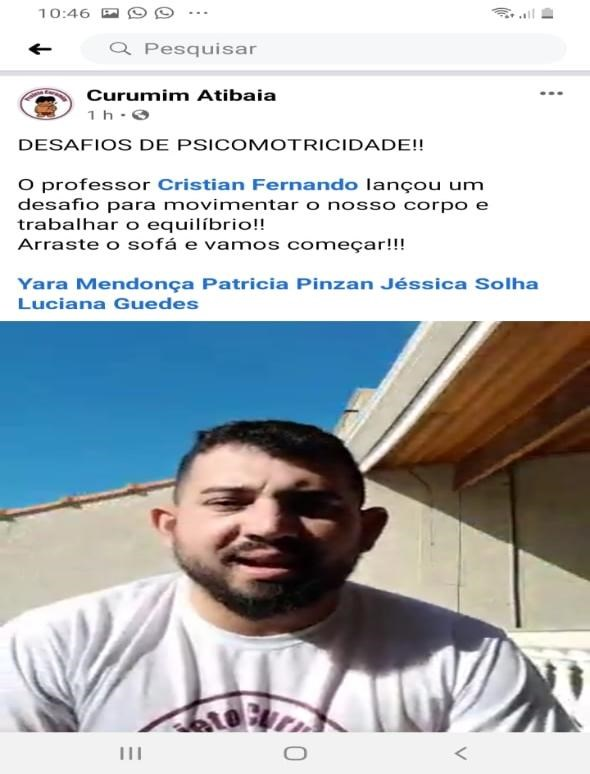 10:46
Pesquisar
Curumim Atibaia
1 h
DESAFIOS DE PSICOMOTRICIDADE!!
O professor Cristian Fernando lançou um
desafio para movimentar o nosso corpo e
trabalhar o equilíbrio!!
Arraste o sofá e vamos começar!!!
Yara Mendonça Patricia Pinzan Jéssica Solha
Luciana Guedes